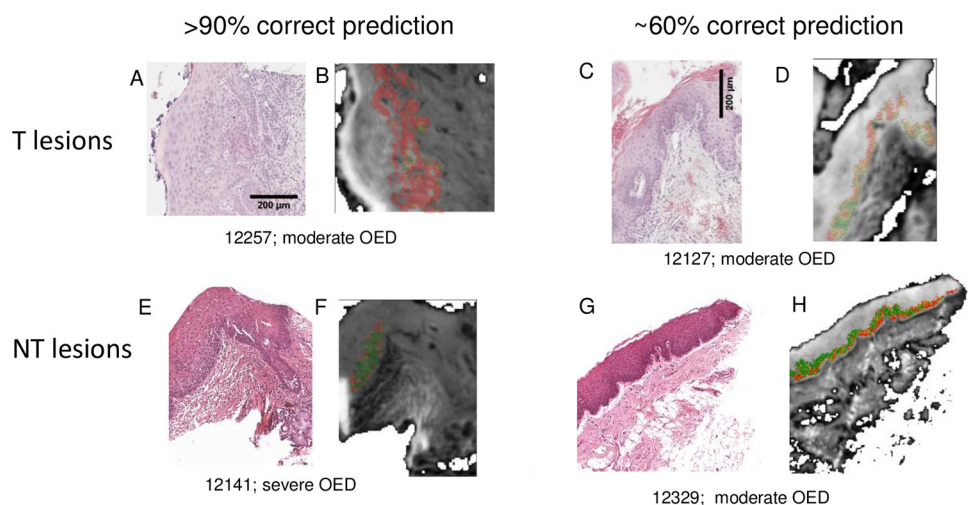 >90% correct prediction
~60% correct prediction
T lesions
A
B
C
D
200 µm
200 µm
12257; moderate OED
12127; moderate OED
NT lesions
E
F
G
H
12141; severe OED
12329; moderate OED